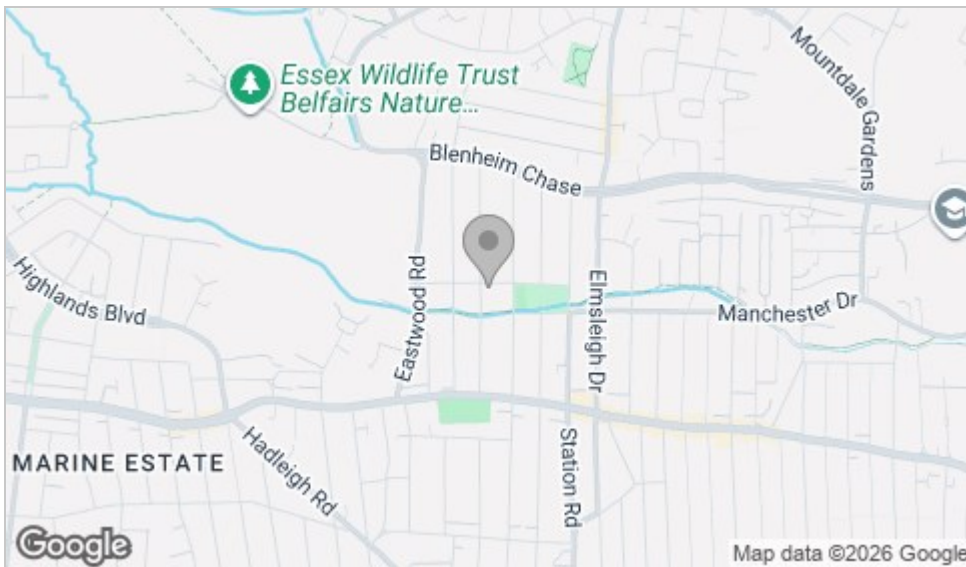 Essex Wildlife Trust
Belfairs Nature...
Mountdale Gardens
Blenheim Chase
Highlands Blvd
Eastwood Rd
Elmsleigh Dr
Manchester Dr
MARINE ESTATE
Hadleigh Rd
Station Rd
Google
Map data ©2026 Google